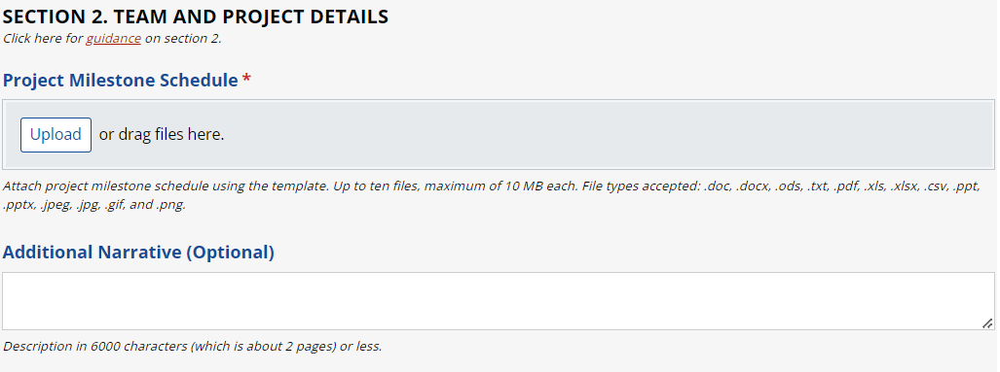 SECTION 2. TEAM AND PROJECT DETAILS
Click here for guidance on section 2.
Project Milestone Schedule *
Upload or drag files here.
Attach project milestone schedule using the template. Up to ten files, maximum of 10 MB each. File types accepted: .doc, .docx, .ods, .txt, .pdf, .xls, .xlsx, .csv, .ppt,
.pptx, .jpeg, .jpg, .gif, and .png.
Additional Narrative (Optional)
Description in 6000 characters (which is about 2 pages) or less.